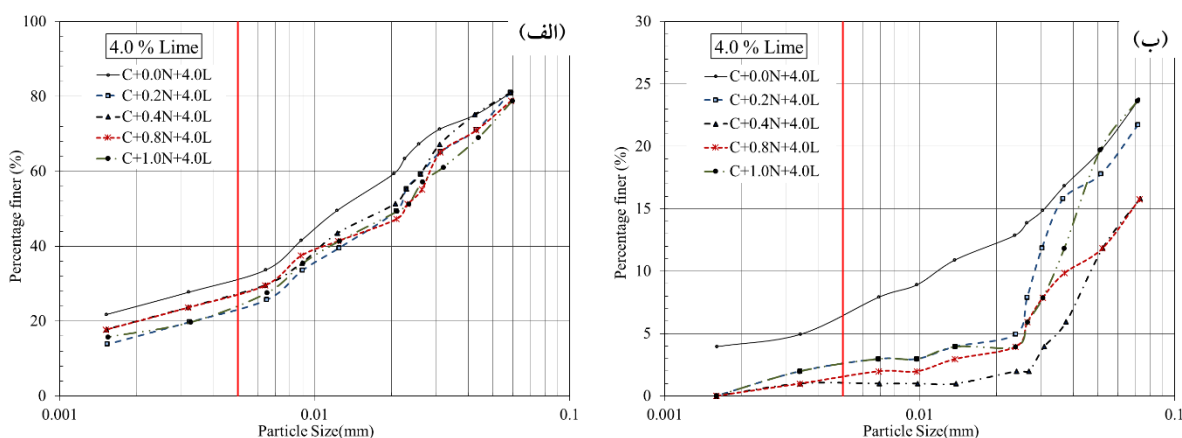 (الف)
4.0 % Lime
C+0.0N+4.0L
C+0.2N+4.0L
C+0.4N+4.0L
C+0.8N+4.0L
C+1.0N+4.0L
Percentage finer (%)
100
80
60
40
20
0
0.001
0.01
0.1
Particle Size(mm)
(ب)
4.0 % Lime
C+0.0N+4.0L
C+0.2N+4.0L
C+0.4N+4.0L
C+0.8N+4.0L
C+1.0N+4.0L
Percentage finer (%)
30
25
20
15
10
5
0
0.001
0.01
0.1
Particle Size(mm)